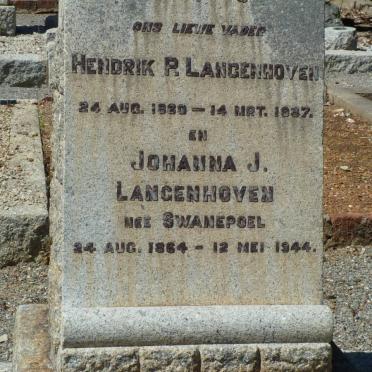 ONS LIEWE VADER
HENDRIK P. LANGENHOVEN
24 AUG. 1860 — 14 MRT. 1937.
EN
JOHANNA J.
LANGENHOVEN
NEE SWANEPOEL
24 AUG. 1864 - 12 MEI 1944.